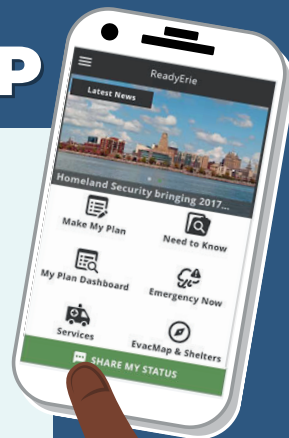 P
ReadyErie
Latest News
Homeland Security bringing 2017...
Make My Plan
Need to Know
My Plan Dashboard
Emergency Now
Services
EvacMap & Shelters
SHARE MY STATUS